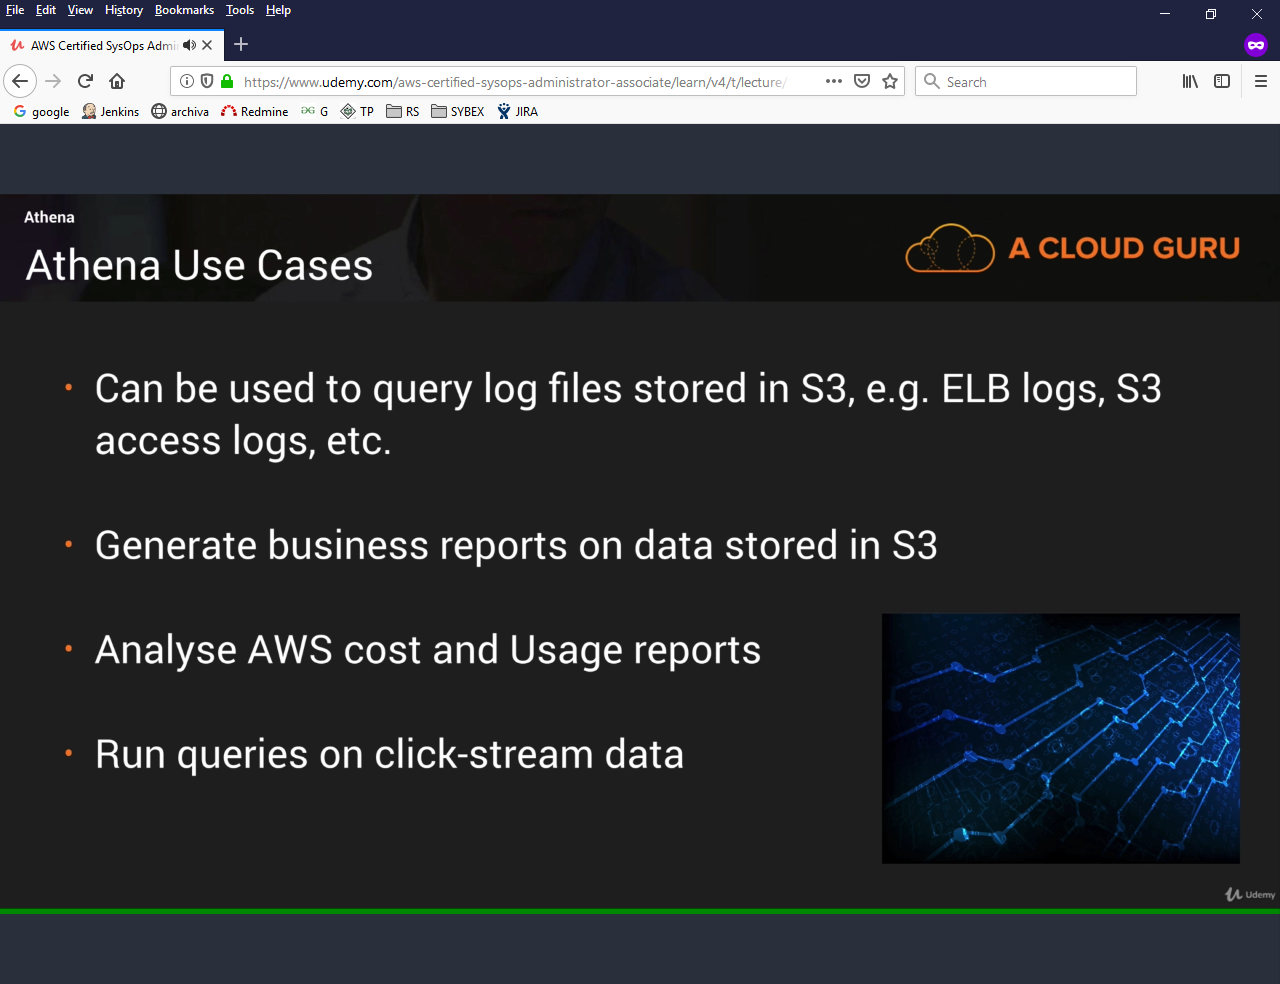 File Edit View History Bookmarks Tools Help
AWS Certified SysOps Admi
https://www.udemy.com/aws-certified-sysops-administrator-associate/learn/v4/t/lecture/
Search
google Jenkins archiva Redmine G TP RS SYBEX JIRA
Athena
Athena Use Cases
A CLOUD GURU
• Can be used to query log files stored in S3, e.g. ELB logs, S3
access logs, etc.
• Generate business reports on data stored in S3
• Analyse AWS cost and Usage reports
• Run queries on click-stream data
Udemy